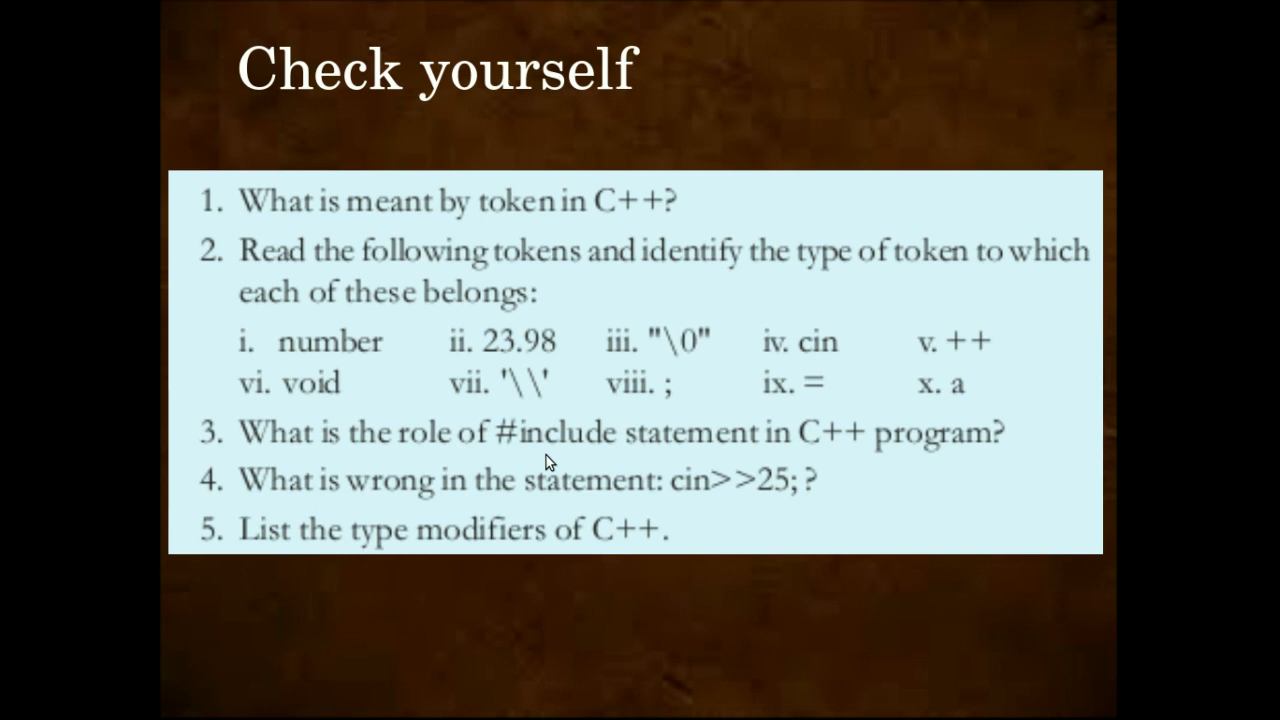 Check yourself
1. What is meant by token in C++?
2. Read the following tokens and identify the type of token to which
each of these belongs:
i. number ii. 23.98 iii. "\0" iv. cin v. ++
vi. void vii. '\\' viii. ; ix. = x. a
3. What is the role of #include statement in C++ program?
4. What is wrong in the statement: cin>>25; ?
5. List the type modifiers of C++.